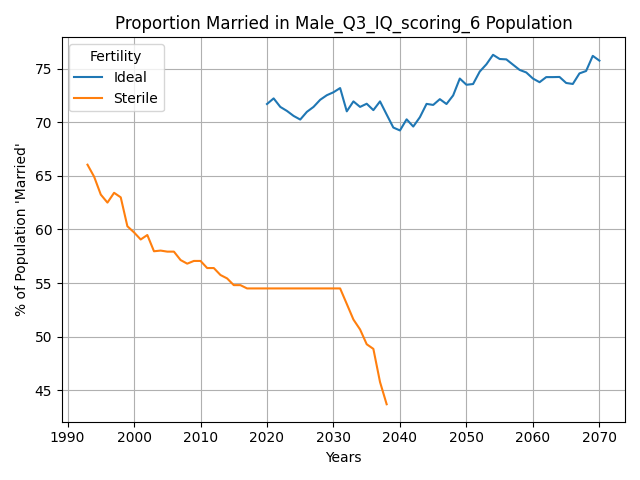 Proportion Married in Male_Q3_IQ_scoring_6 Population
Fertility
Ideal
Sterile
% of Population 'Married'
75
70
65
60
55
50
45
1990
2000
2010
2020
2030
2040
2050
2060
2070
Years